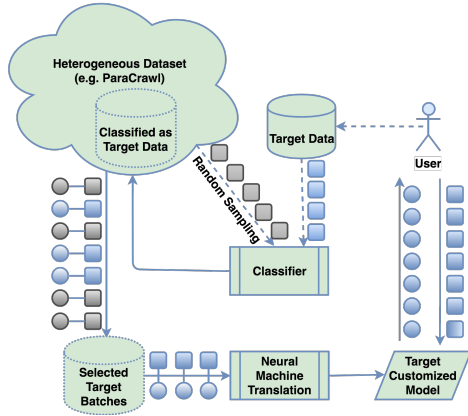 Heterogeneous Dataset
(e.g. ParaCrawl)
Classified as
Target Data
Target Data
User
Random Sampling
Classifier
Selected
Target
Batches
Neural
Machine
Translation
Target
Customized
Model